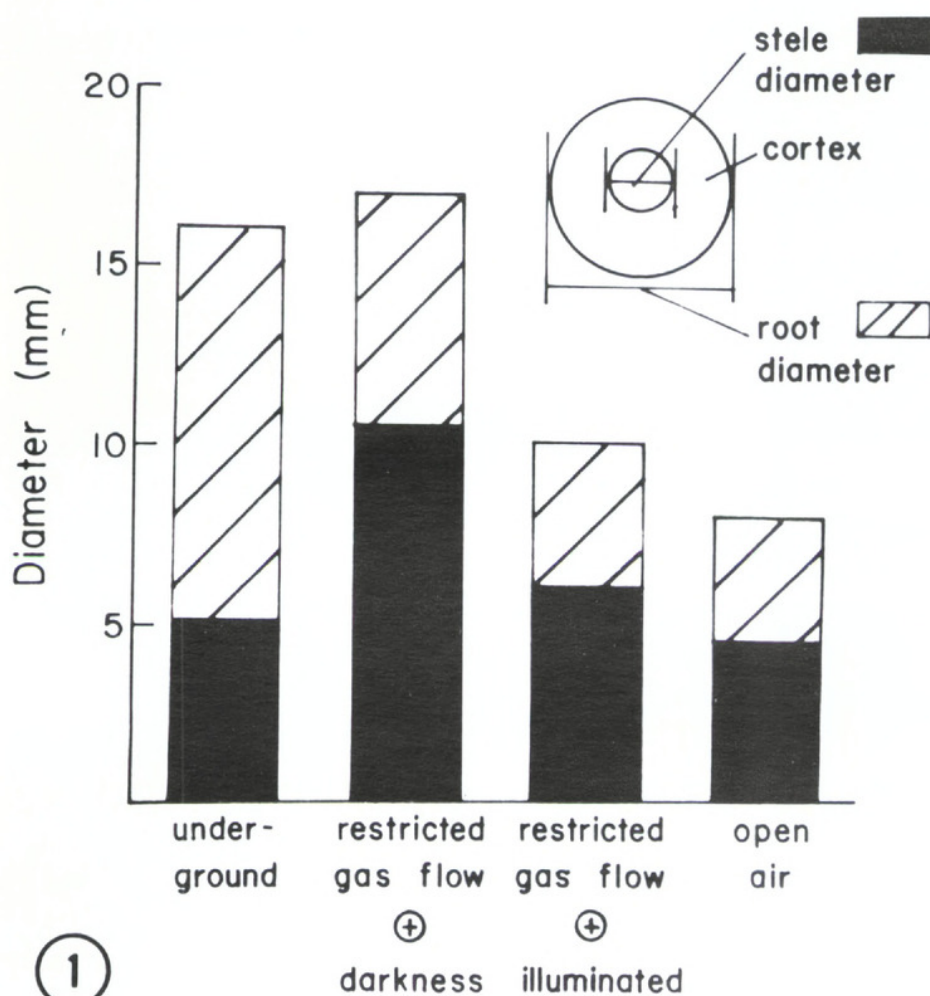 stele
diameter
cortex
root
diameter
20
15
10
5
Diameter (mm)
under-
ground
restricted
gas flow
⊕
darkness
restricted
gas flow
⊕
illuminated
open
air
1